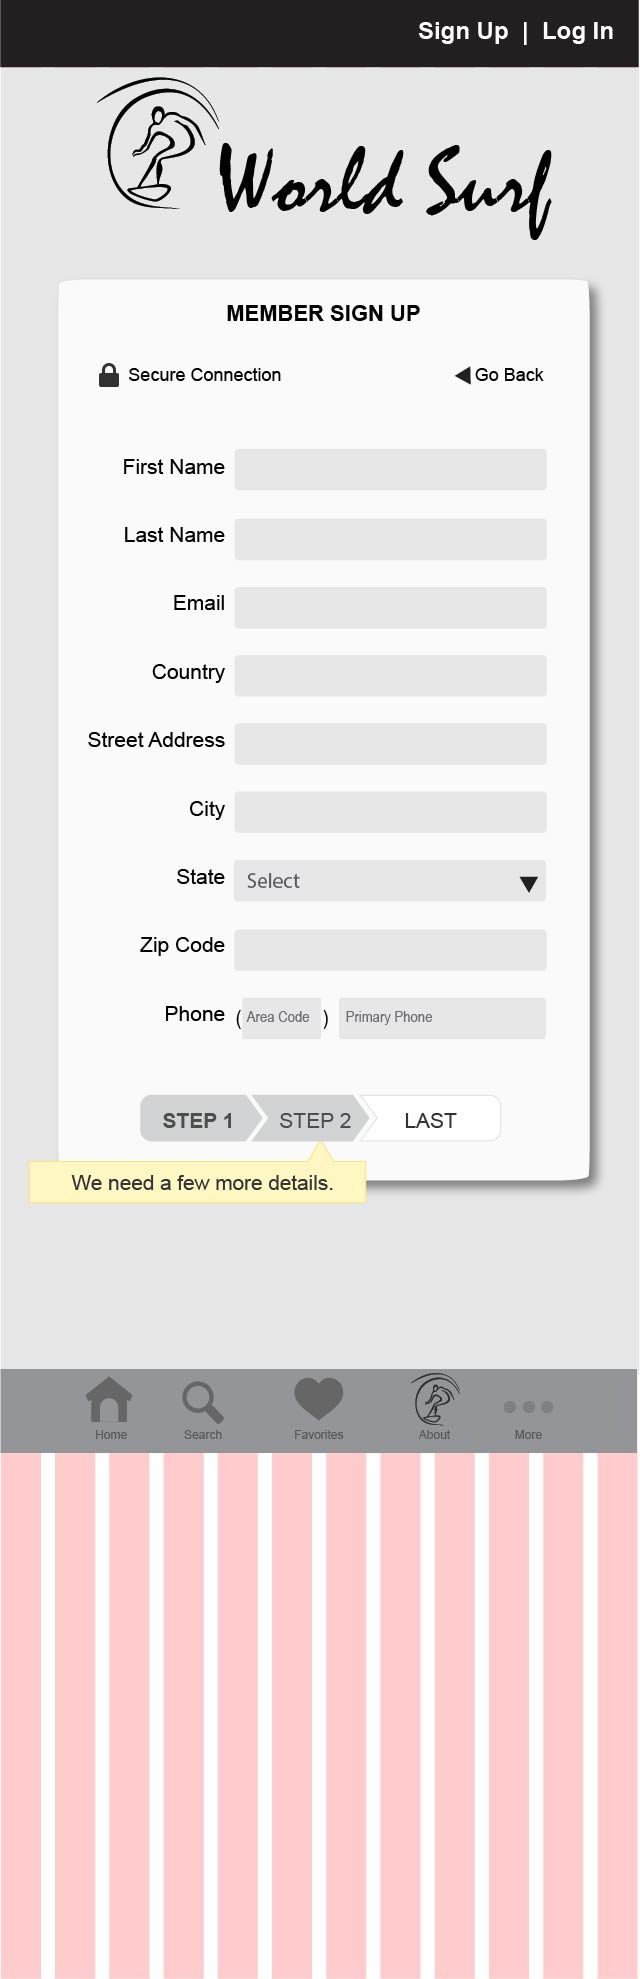 Sign Up | Log In
World Surf
MEMBER SIGN UP
Secure Connection
Go Back
First Name
Last Name
Email
Country
Street Address
City
State Select
Zip Code
Phone (Area Code) Primary Phone
STEP 1 STEP 2 LAST
We need a few more details.
Home Search Favorites About More